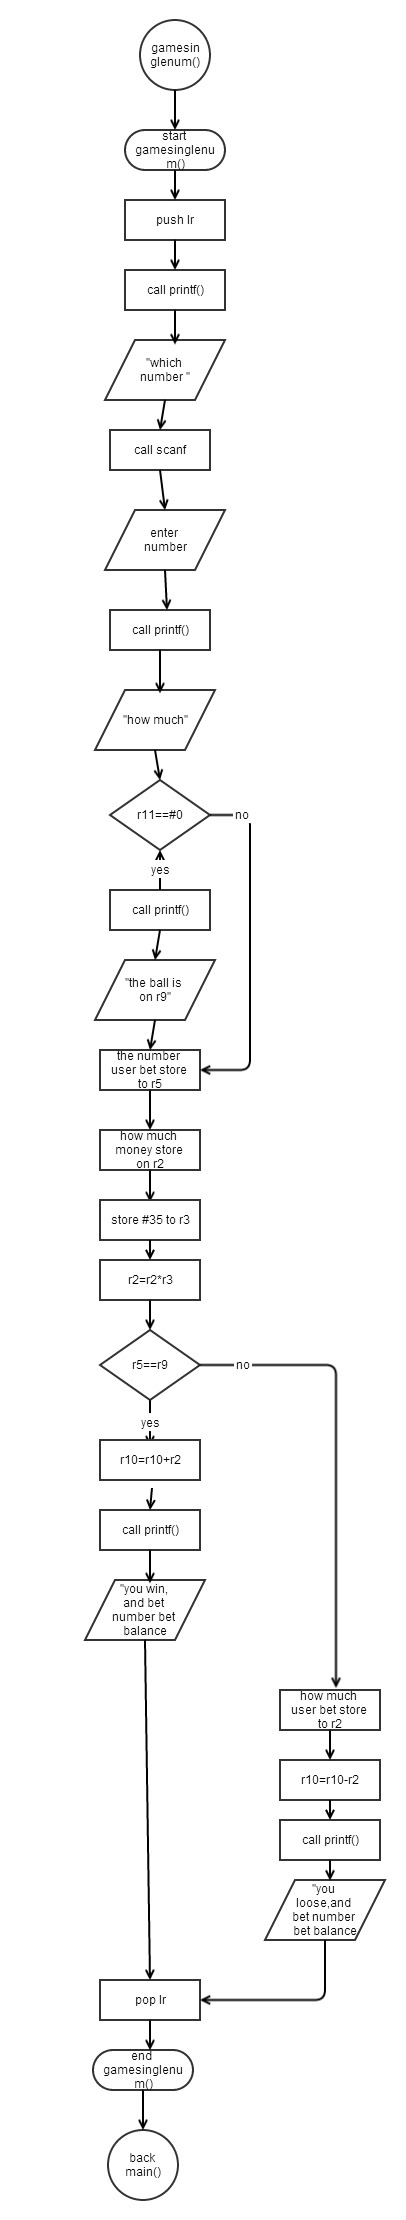 gamesin
glenum()
start
gamesinglenu
m()
push lr
call printf()
"which
number "
call scanf
enter
number
call printf()
"how much"
r11==#0
no
yes
call printf()
"the ball is
on r9"
the number
user bet store
to r5
how much
money store
on r2
store #35 to r3
r2=r2*r3
r5==r9
no
yes
r10=r10+r2
call printf()
"you win,
and bet
number bet
balance
how much
user bet store
to r2
r10=r10-r2
call printf()
"you
loose,and
bet number
bet balance
pop lr
end
gamesinglenu
m()
back
main()